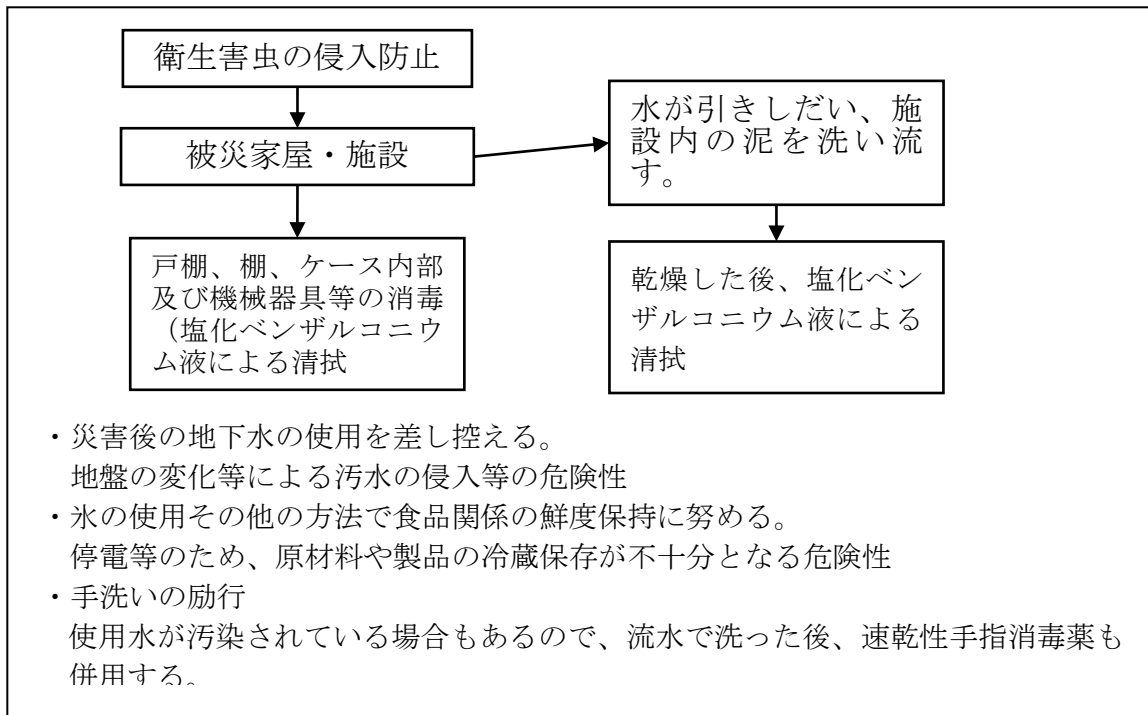 衛生害虫の侵入防止
被災家屋・施設
水が引きしだい、施
設内の泥を洗い流
す。
戸棚、棚、ケース内部
及び機械器具等の消毒
（塩化ベンザルコニウ
ム液による清拭
乾燥した後、塩化ベン
ザルコニウム液による
清拭
・災害後の地下水の使用を差し控える。
地盤の変化等による汚水の侵入等の危険性
・氷の使用その他の方法で食品関係の鮮度保持に努める。
停電等のため、原材料や製品の冷蔵保存が不十分となる危険性
・手洗いの励行
使用水が汚染されている場合もあるので、流水で洗った後、速乾性手指消毒薬も
併用する。